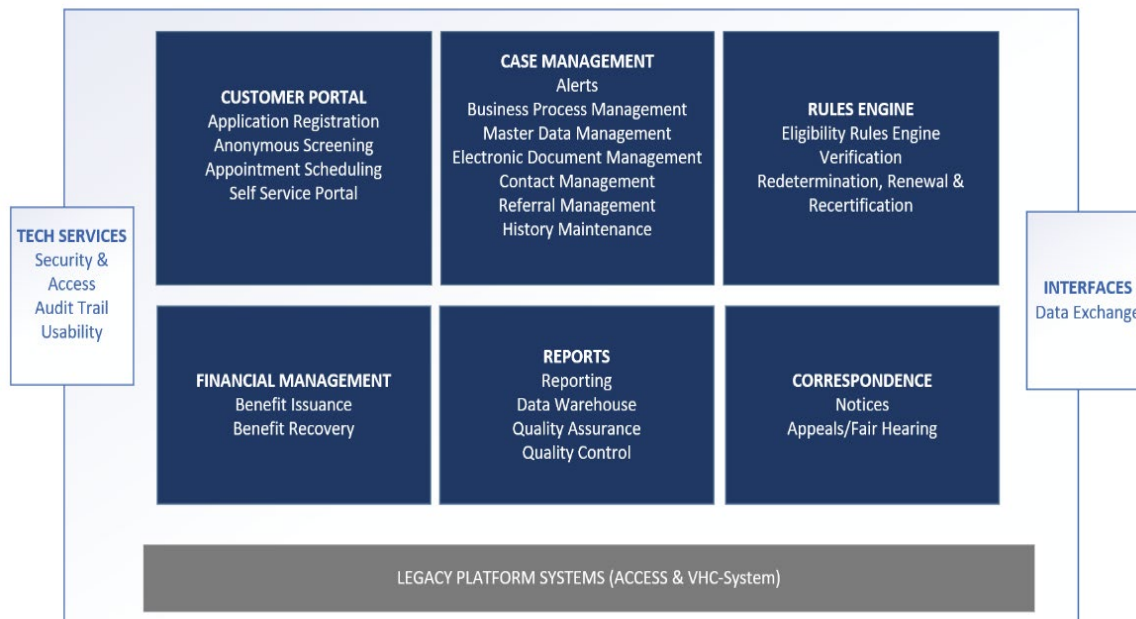 CUSTOMER PORTAL
Application Registration
Anonymous Screening
Appointment Scheduling
Self Service Portal
CASE MANAGEMENT
Alerts
Business Process Management
Master Data Management
Electronic Document Management
Contact Management
Referral Management
History Maintenance
RULES ENGINE
Eligibility Rules Engine
Verification
Redetermination, Renewal &
Recertification
TECH SERVICES
Security &
Access
Audit Trail
Usability
INTERFACES
Data Exchange
FINANCIAL MANAGEMENT
Benefit Issuance
Benefit Recovery
REPORTS
Reporting
Data Warehouse
Quality Assurance
Quality Control
CORRESPONDENCE
Notices
Appeals/Fair Hearing
LEGACY PLATFORM SYSTEMS (ACCESS & VHC-System)